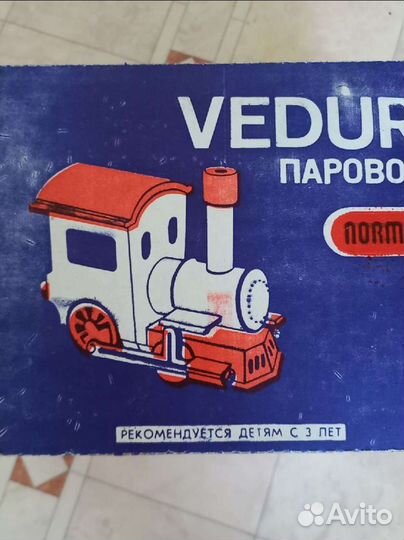 VEDUR
ПАРОВО
norm
РЕКОМЕНДУЕТСЯ ДЕТЯМ С 3 ЛЕТ
Avito